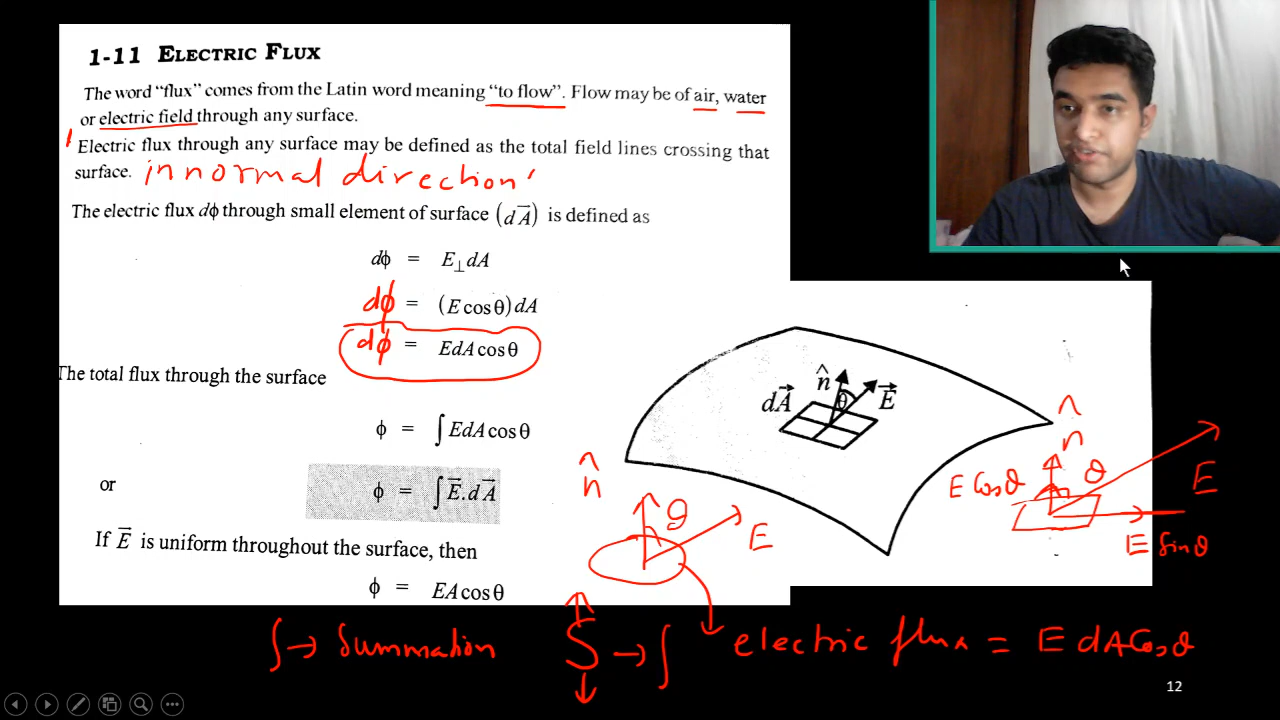 1-11 ELECTRIC FLUX
The word "flux" comes from the Latin word meaning "to flow". Flow may be of air, water
or electric field through any surface.
Electric flux through any surface may be defined as the total field lines crossing that
surface. in normal direction'
The electric flux dϕ through small element of surface (dA⃗) is defined as
dϕ = E⊥dA
dϕ = (E cosθ)dA
dϕ = EdA cosθ
The total flux through the surface
ϕ = ∫EdA cosθ
or
ϕ = ∫E⃗.dA⃗
If E⃗ is uniform throughout the surface, then
ϕ = EA cosθ
dA⃗ n̂ θ E⃗
n̂ θ E
n̂ θ E
E Cosθ
E Sinθ
∫→ Summation S → ∫ electric flux = E dA Cosθ
12